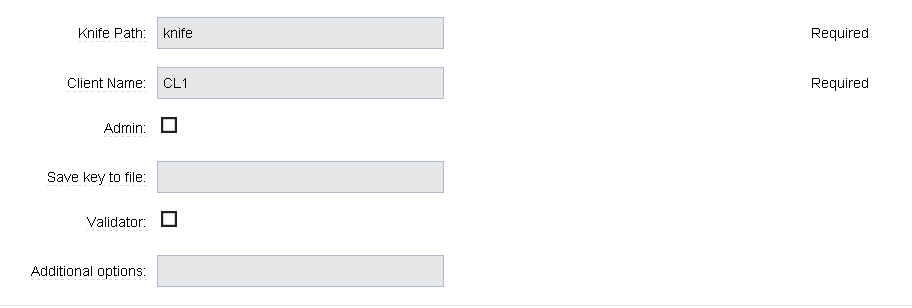 Knife Path: knife Required
Client Name: CL1 Required
Admin:
Save key to file:
Validator:
Additional options: